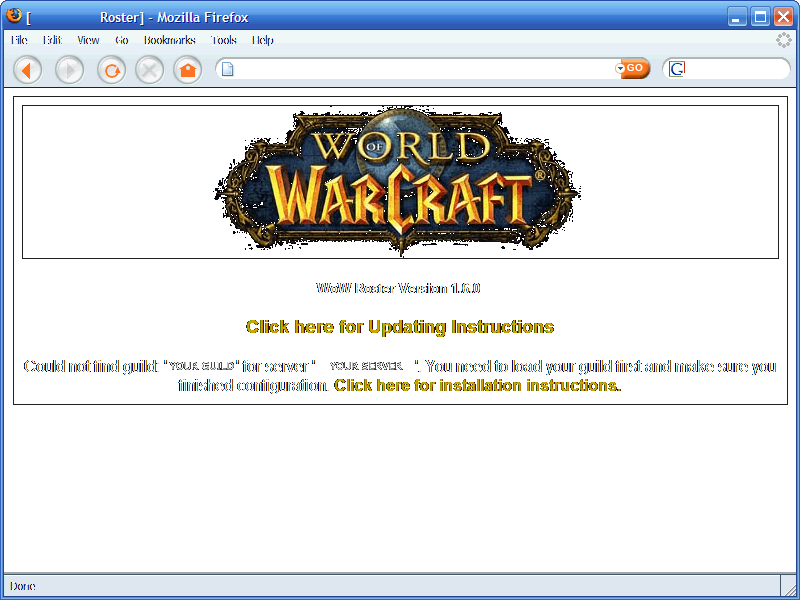 [ Roster] - Mozilla Firefox
File Edit View Go Bookmarks Tools Help
GO G
WORLD OF WARCRAFT®
WoW Roster Version 1.6.0
Click here for Updating Instructions
Could not find guild: "YOUR GUILD" for server " YOUR SERVER ". You need to load your guild first and make sure you
finished configuration. Click here for installation instructions.
Done